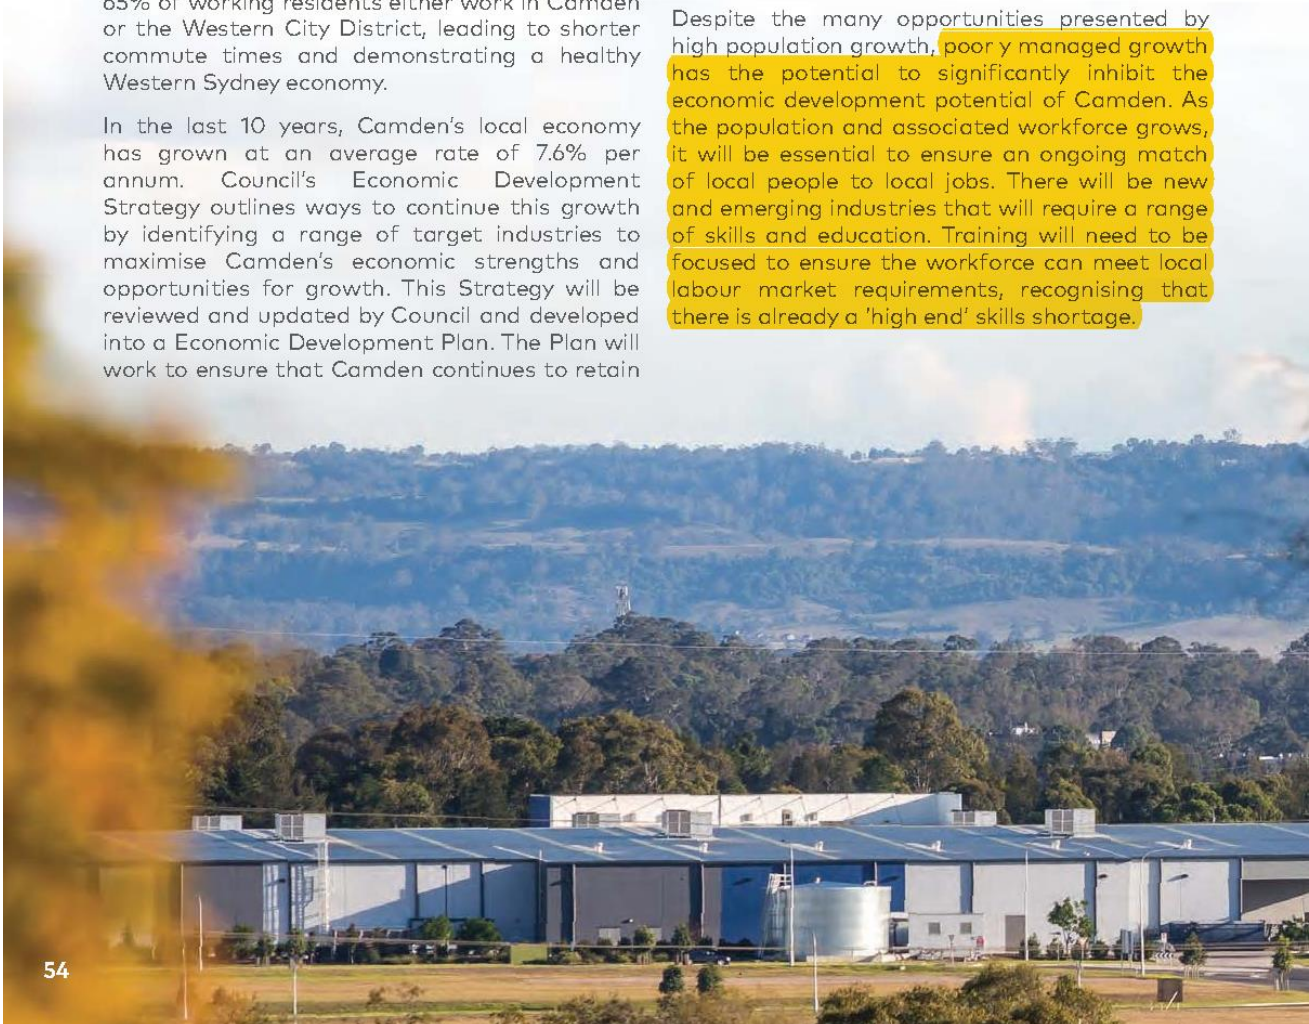 65% of working residents either work in Camden
or the Western City District, leading to shorter
commute times and demonstrating a healthy
Western Sydney economy.
In the last 10 years, Camden's local economy
has grown at an average rate of 7.6% per
annum. Council's Economic Development
Strategy outlines ways to continue this growth
by identifying a range of target industries to
maximise Camden's economic strengths and
opportunities for growth. This Strategy will be
reviewed and updated by Council and developed
into a Economic Development Plan. The Plan will
work to ensure that Camden continues to retain
Despite the many opportunities presented by
high population growth, poor y managed growth
has the potential to significantly inhibit the
economic development potential of Camden. As
the population and associated workforce grows,
it will be essential to ensure an ongoing match
of local people to local jobs. There will be new
and emerging industries that will require a range
of skills and education. Training will need to be
focused to ensure the workforce can meet local
labour market requirements, recognising that
there is already a 'high end' skills shortage.
54